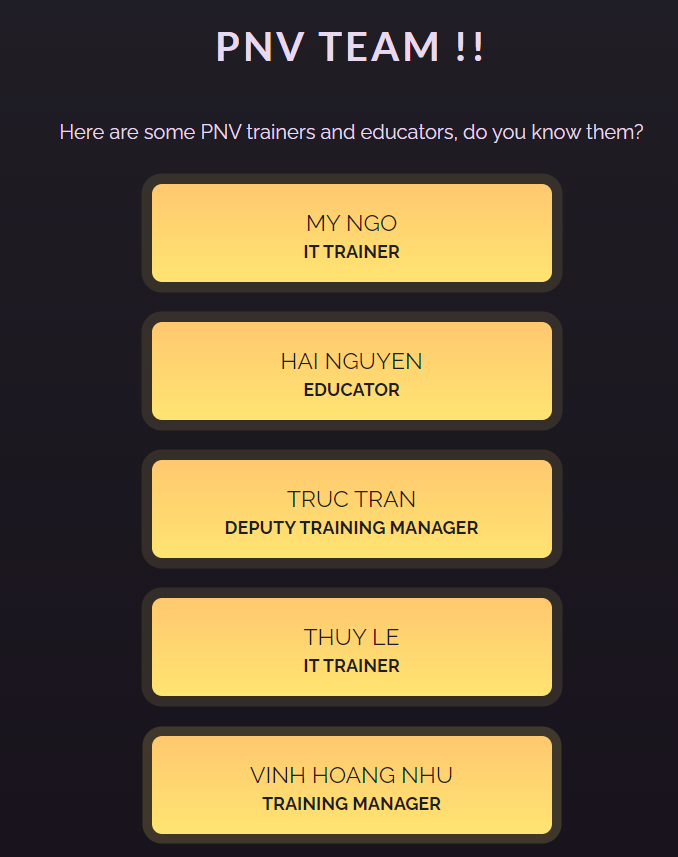 PNV TEAM !!
Here are some PNV trainers and educators, do you know them?
MY NGO
IT TRAINER
HAI NGUYEN
EDUCATOR
TRUC TRAN
DEPUTY TRAINING MANAGER
THUY LE
IT TRAINER
VINH HOANG NHU
TRAINING MANAGER